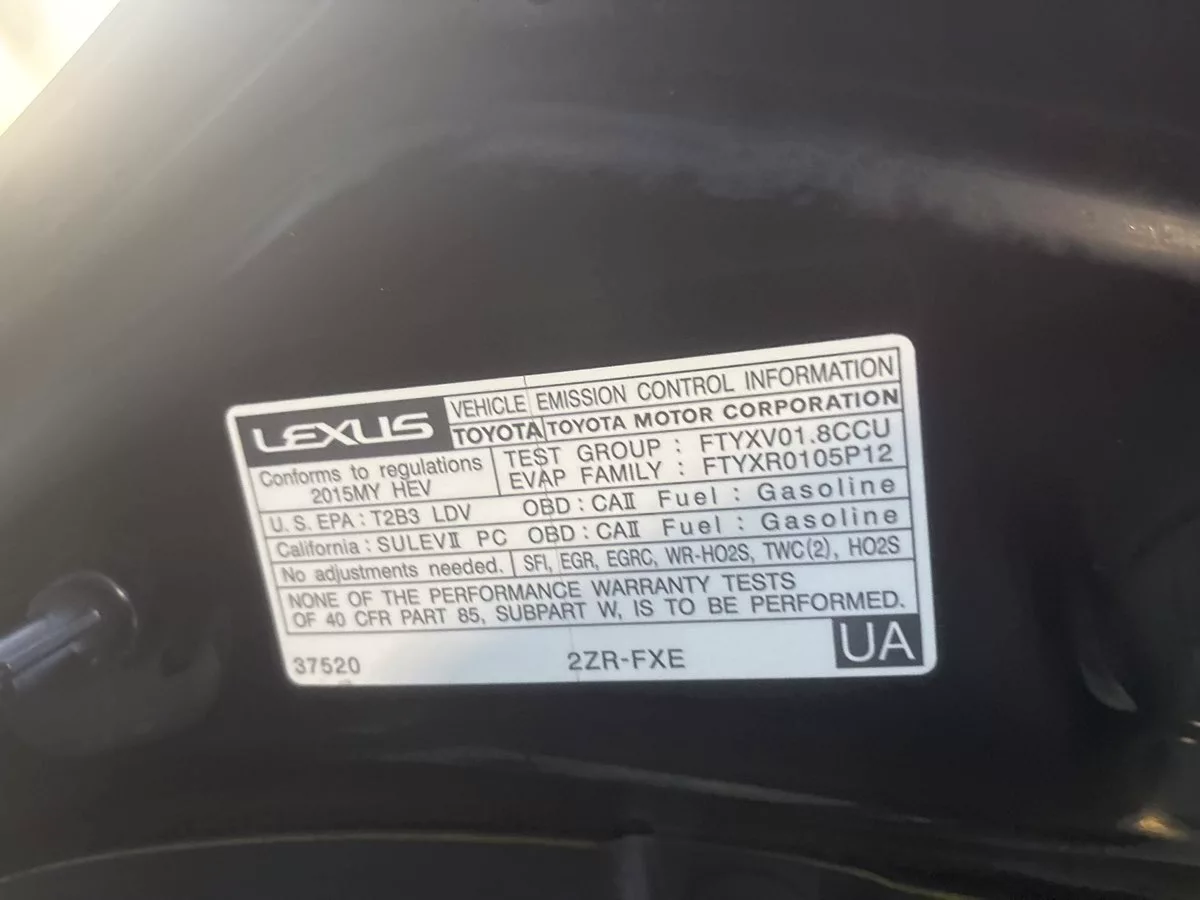 LEXUS VEHICLE EMISSION CONTROL INFORMATION
TOYOTA TOYOTA MOTOR CORPORATION
Conforms to regulations
2015MY HEV
TEST GROUP : FTYXV01.8CCU
EVAP FAMILY : FTYXR0105P12
U.S. EPA : T2B3 LDV OBD : CAⅡ Fuel : Gasoline
California : SULEVⅡ PC OBD : CAⅡ Fuel : Gasoline
No adjustments needed. SFI, EGR, EGRC, WR-HO2S, TWC(2), HO2S
NONE OF THE PERFORMANCE WARRANTY TESTS
OF 40 CFR PART 85, SUBPART W, IS TO BE PERFORMED.
37520 2ZR-FXE UA